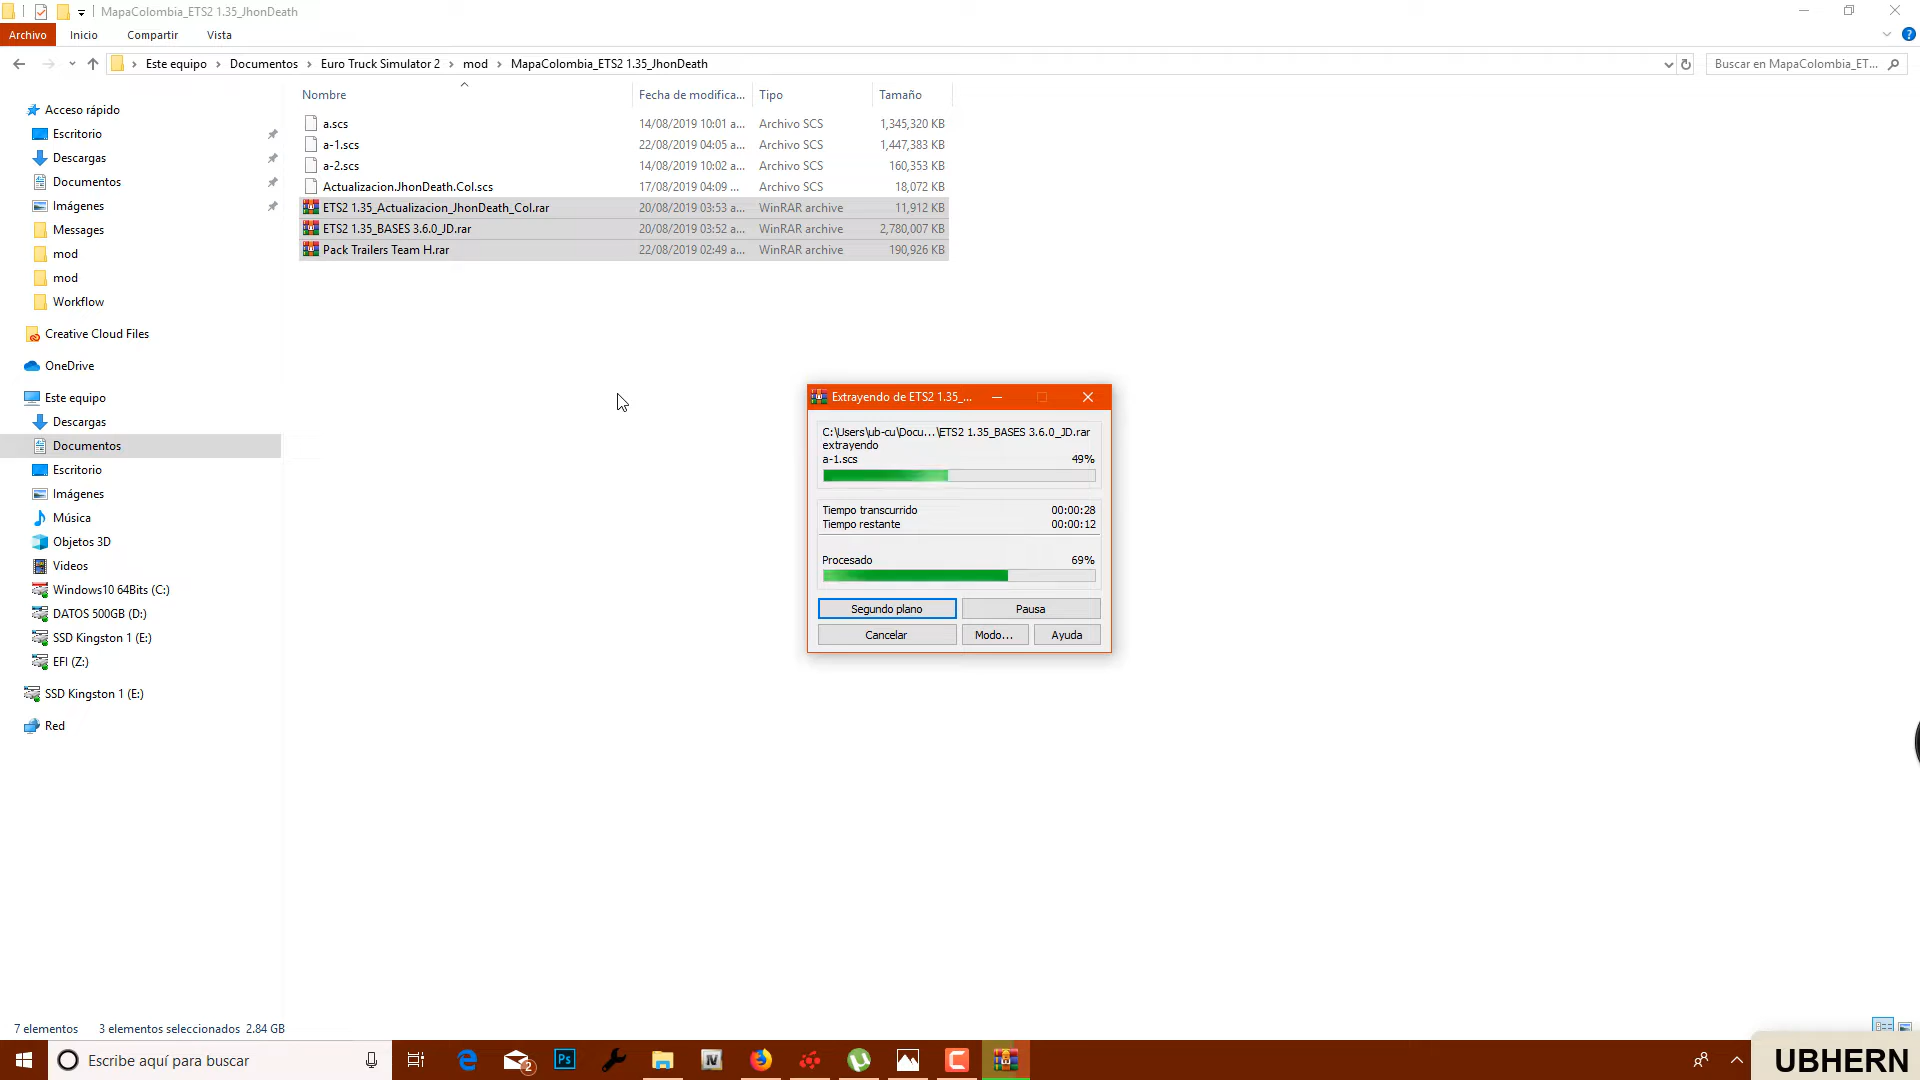 MapaColombia_ETS2 1.35_JhonDeath
Archivo Inicio Compartir Vista
Este equipo > Documentos > Euro Truck Simulator 2 > mod > MapaColombia_ETS2 1.35_JhonDeath
Buscar en MapaColombia_ET...
Nombre Fecha de modifica... Tipo Tamaño
a.scs 14/08/2019 10:01 a... Archivo SCS 1,345,320 KB
a-1.scs 22/08/2019 04:05 a... Archivo SCS 1,447,383 KB
a-2.scs 14/08/2019 10:02 a... Archivo SCS 160,353 KB
Actualizacion.JhonDeath.Col.scs 17/08/2019 04:09 ... Archivo SCS 18,072 KB
ETS2 1.35_Actualizacion_JhonDeath_Col.rar 20/08/2019 03:53 a... WinRAR archive 11,912 KB
ETS2 1.35_BASES 3.6.0_JD.rar 20/08/2019 03:52 a... WinRAR archive 2,780,007 KB
Pack Trailers Team H.rar 22/08/2019 02:49 a... WinRAR archive 190,926 KB
Acceso rápido
Escritorio
Descargas
Documentos
Imágenes
Messages
mod
mod
Workflow
Creative Cloud Files
OneDrive
Este equipo
Descargas
Documentos
Escritorio
Imágenes
Música
Objetos 3D
Videos
Windows10 64Bits (C:)
DATOS 500GB (D:)
SSD Kingston 1 (E:)
EFI (Z:)
SSD Kingston 1 (E:)
Red
Extrayendo de ETS2 1.35_...
C:\Users\ub-cu\Docu...\ETS2 1.35_BASES 3.6.0_JD.rar
extrayendo
a-1.scs 49%
Tiempo transcurrido 00:00:28
Tiempo restante 00:00:12
Procesado 69%
Segundo plano Pausa
Cancelar Modo... Ayuda
7 elementos 3 elementos seleccionados 2.84 GB
Escribe aquí para buscar
2
Ps
IV
UBHERN